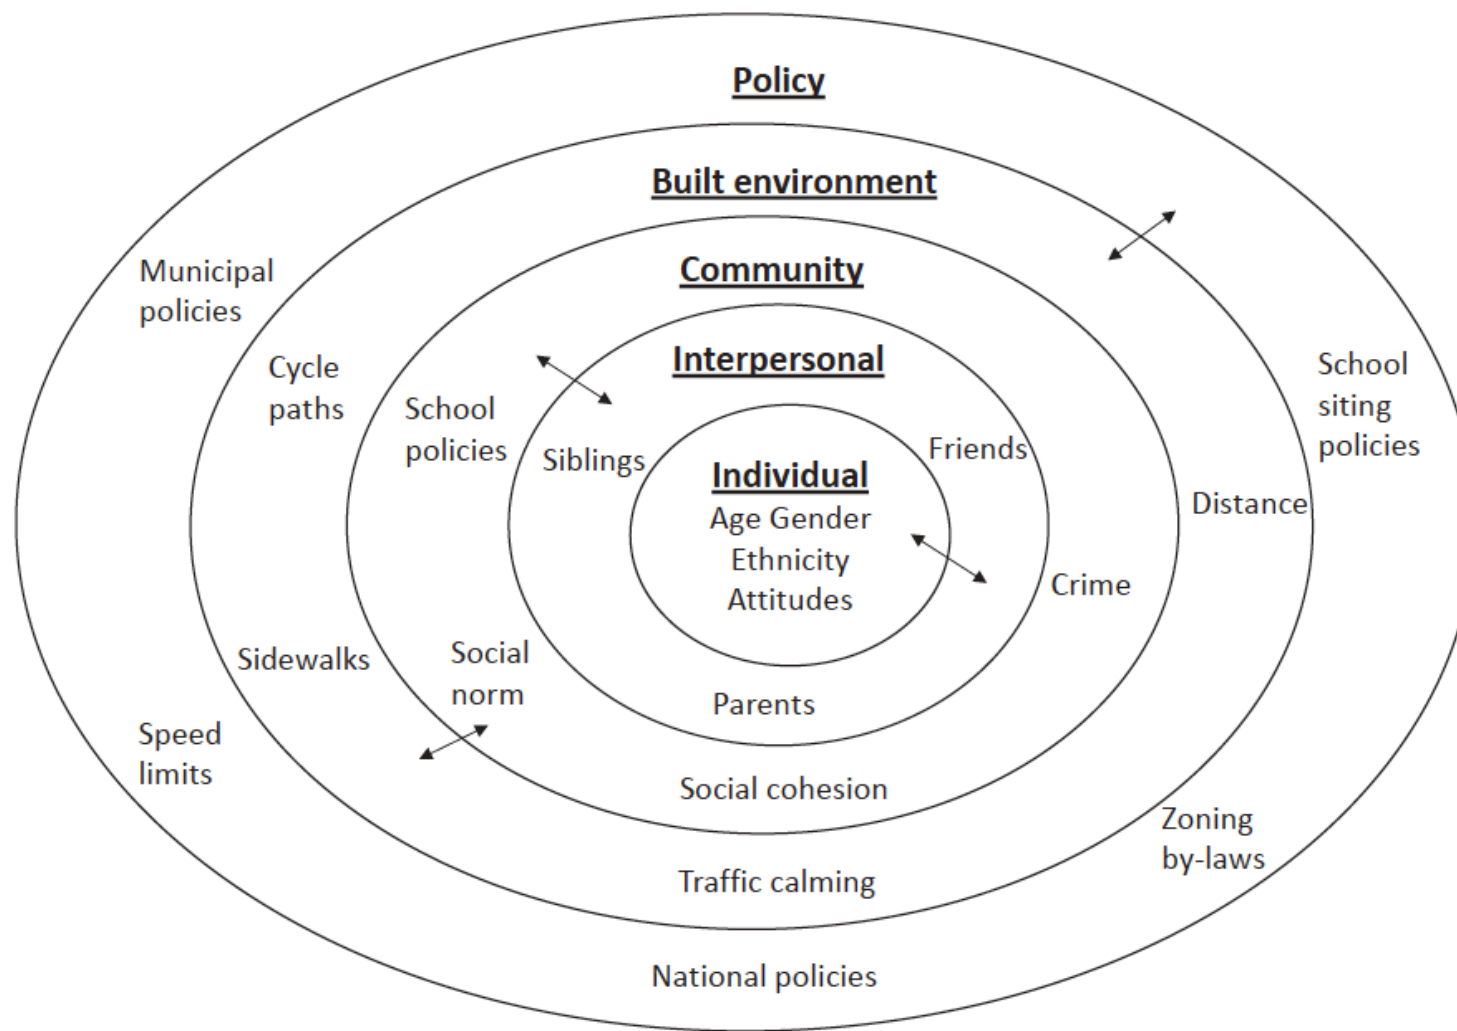 Policy
Built environment
Community
Municipal
policies
Interpersonal
Cycle
paths
School
siting
policies
School
policies
Siblings
Friends
Individual
Age Gender
Ethnicity
Attitudes
Distance
Crime
Sidewalks
Social
norm
Parents
Speed
limits
Social cohesion
Zoning
by-laws
Traffic calming
National policies